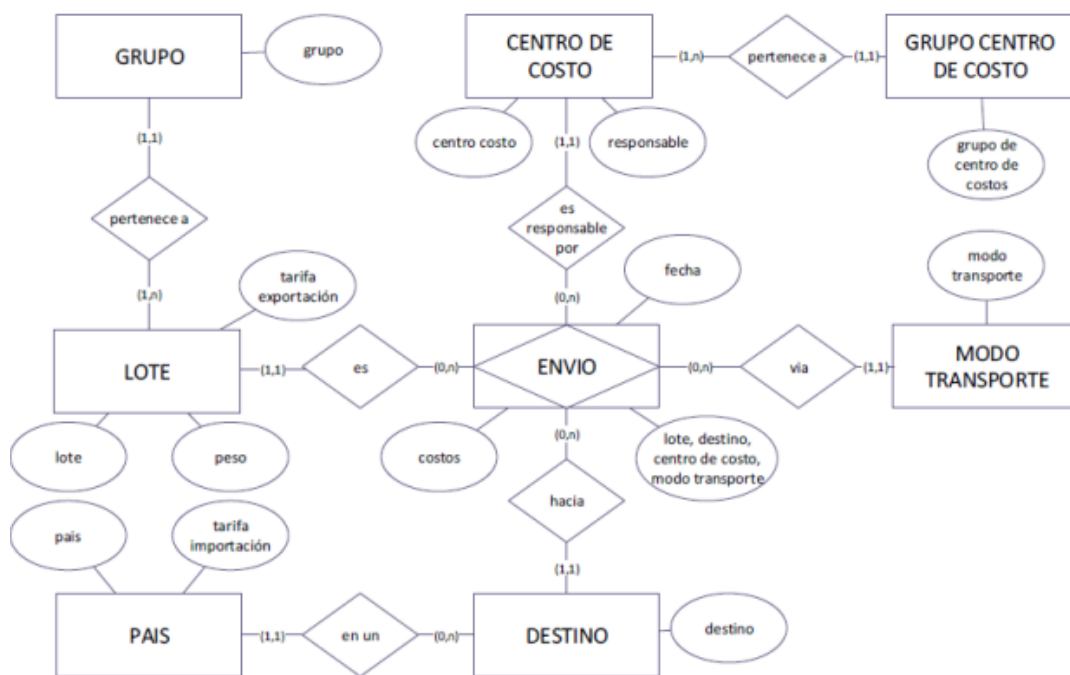 GRUPO
grupo
CENTRO DE
COSTO
(1,n)
pertenece a
(1,1)
GRUPO CENTRO
DE COSTO
(1,1)
centro costo
(1,1)
responsable
grupo de
centro de
costos
pertenece a
es
responsable
por
modo
transporte
fecha
tarifa
exportación
(1,n)
(0,n)
LOTE
(1,1)
es
(0,n)
ENVIO
(0,n)
via
(1,1)
MODO
TRANSPORTE
lote
peso
costos
(0,n)
lote, destino,
centro de costo,
modo transporte
hacia
pais
tarifa
importación
(1,1)
PAIS
(1,1)
en un
(0,n)
DESTINO
destino